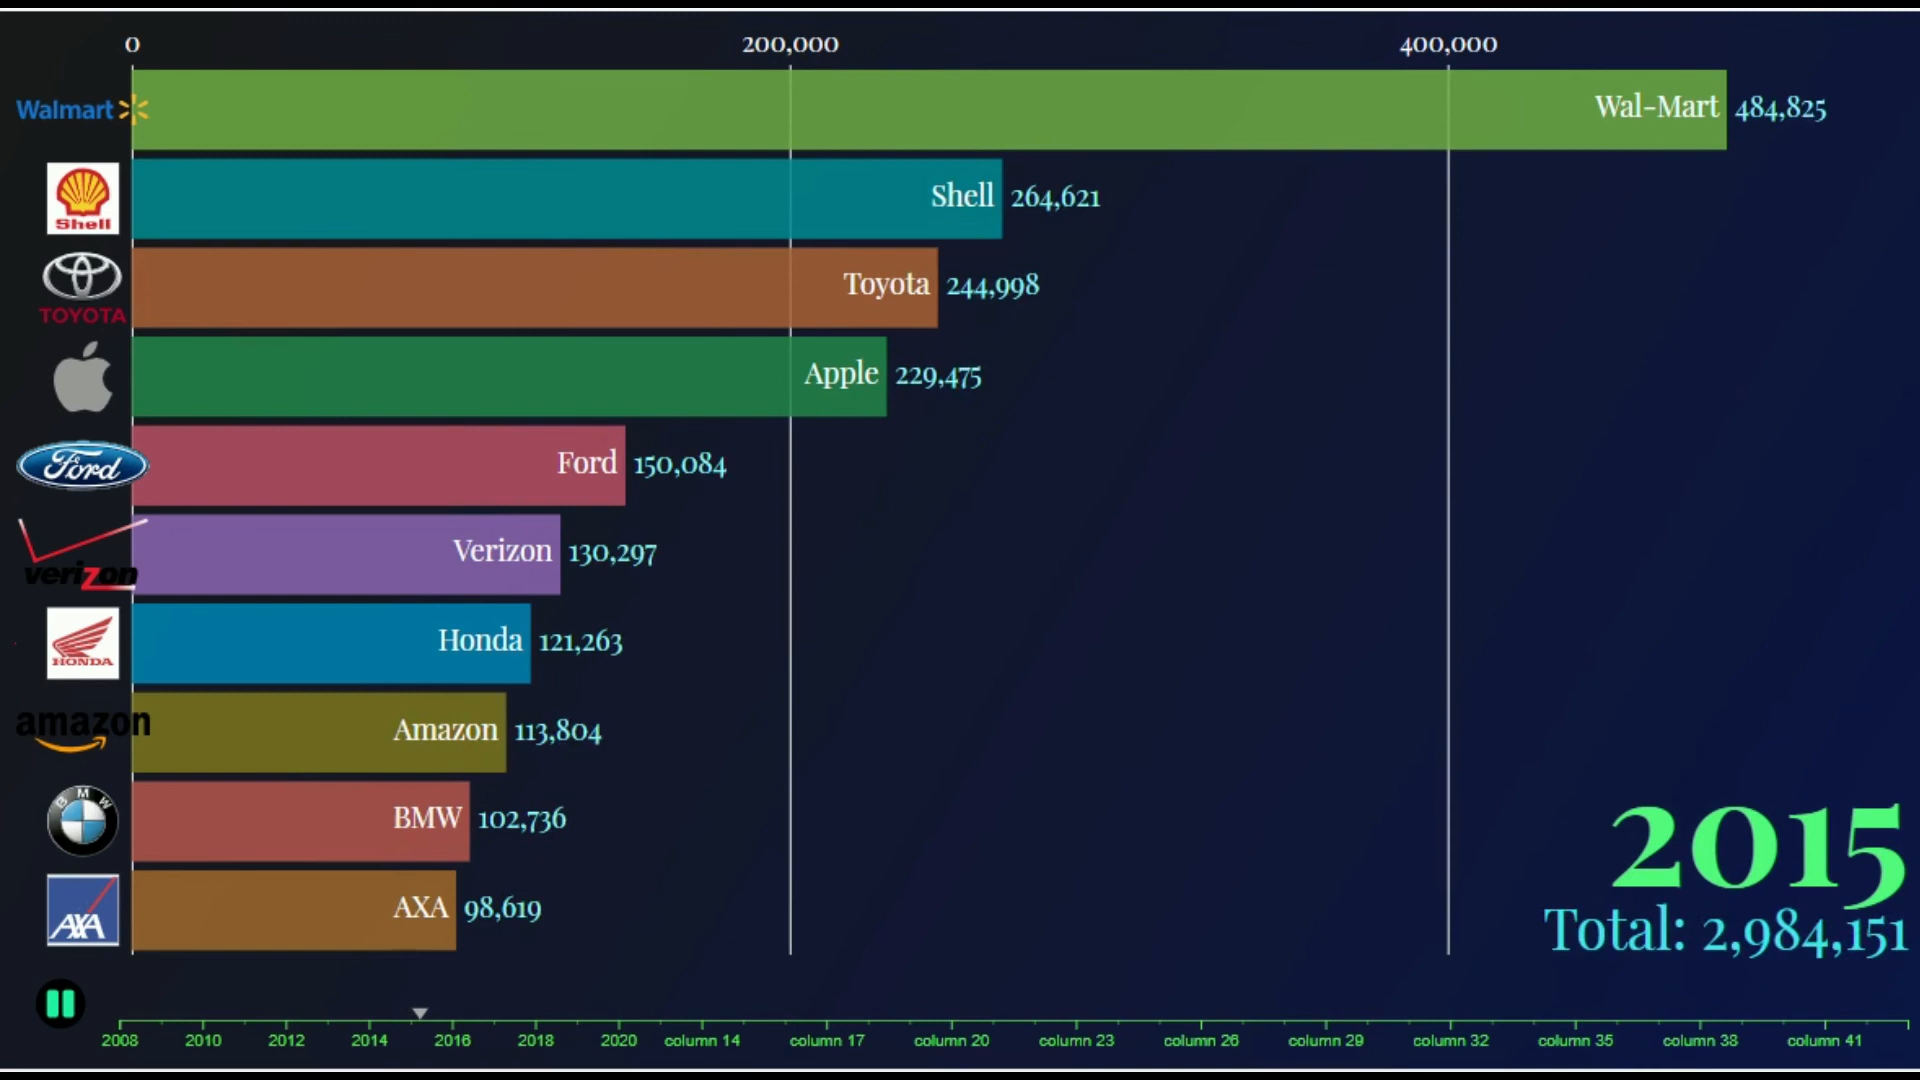 0 200,000 400,000
Walmart Wal-Mart 484,825
Shell Shell 264,621
TOYOTA Toyota 244,998
Apple 229,475
Ford Ford 150,084
verizon Verizon 130,297
HONDA Honda 121,263
amazon Amazon 113,804
BMW BMW 102,736
AXA AXA 98,619
2015
Total: 2,984,151
2008 2010 2012 2014 2016 2018 2020 column 14 column 17 column 20 column 23 column 26 column 29 column 32 column 35 column 38 column 41